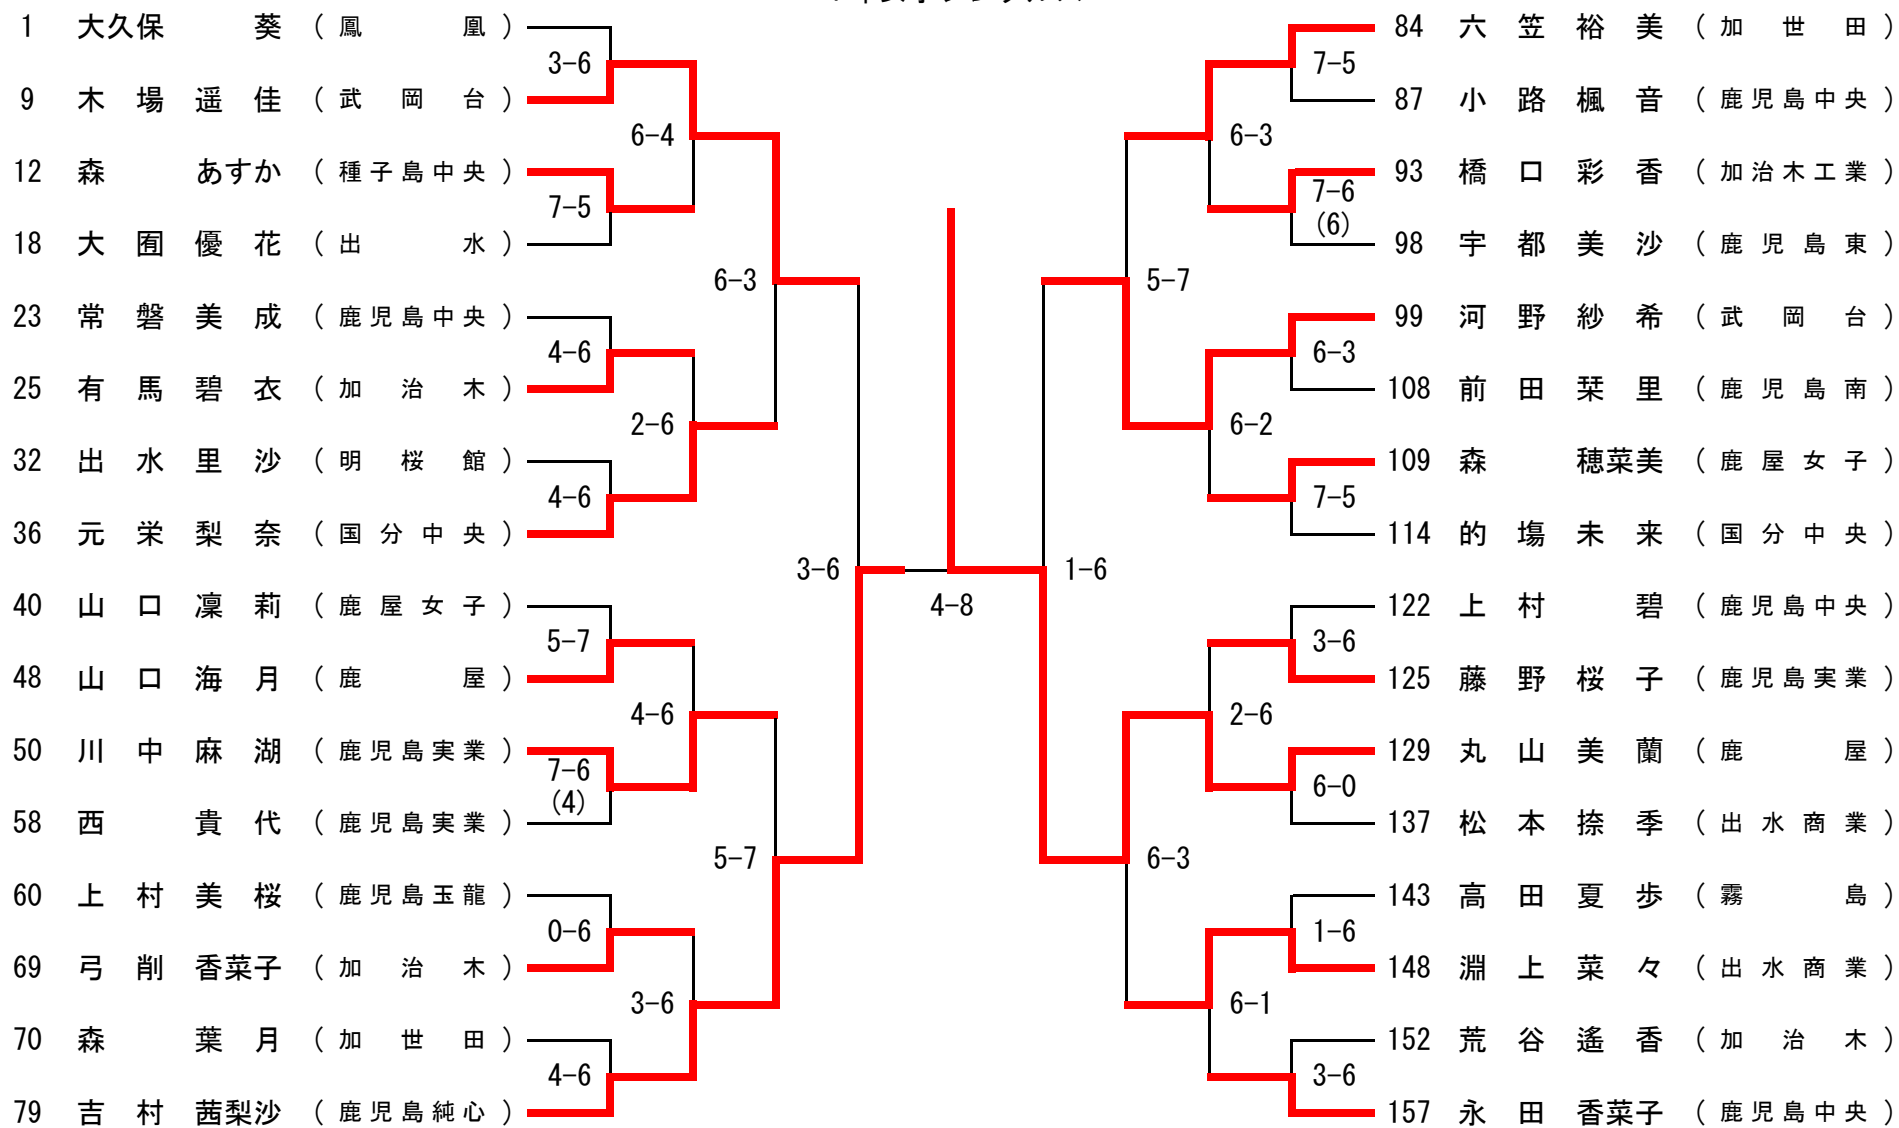 1 大久保 葵 (鳳凰)
3-6
9 木場遥佳 (武岡台)
6-4
12 森 あすか (種子島中央)
7-5
18 大囿優花 (出水)
6-3
23 常磐美成 (鹿児島中央)
4-6
25 有馬碧衣 (加治木)
2-6
32 出水里沙 (明桜館)
4-6
36 元栄梨奈 (国分中央)
3-6
40 山口凜莉 (鹿屋女子)
5-7
48 山口海月 (鹿屋)
4-6
50 川中麻湖 (鹿児島実業)
7-6
(4)
58 西 貴代 (鹿児島実業)
5-7
60 上村美桜 (鹿児島玉龍)
0-6
69 弓削香菜子 (加治木)
3-6
70 森 葉月 (加世田)
4-6
79 吉村茜梨沙 (鹿児島純心)
4-8
84 六笠裕美 (加世田)
7-5
87 小路楓音 (鹿児島中央)
6-3
93 橋口彩香 (加治木工業)
7-6
(6)
98 宇都美沙 (鹿児島東)
5-7
99 河野紗希 (武岡台)
6-3
108 前田栞里 (鹿児島南)
6-2
109 森 穂菜美 (鹿屋女子)
7-5
114 的場未来 (国分中央)
1-6
122 上村 碧 (鹿児島中央)
3-6
125 藤野桜子 (鹿児島実業)
2-6
129 丸山美蘭 (鹿屋)
6-0
137 松本捺季 (出水商業)
6-3
143 高田夏歩 (霧島)
1-6
148 淵上菜々 (出水商業)
6-1
152 荒谷遙香 (加治木)
3-6
157 永田香菜子 (鹿児島中央)